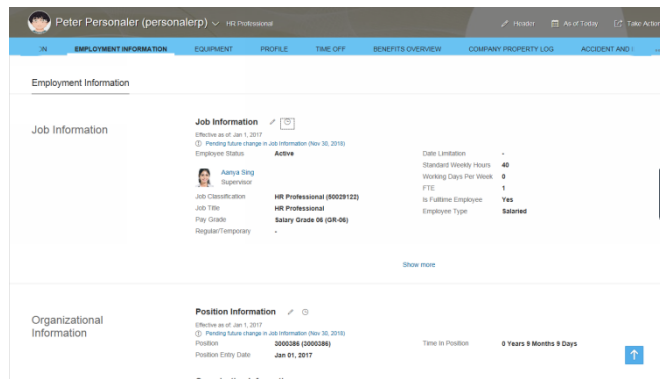 Peter Personaler (personalerp) HR Professional
Header As of Today Take Action
ON EMPLOYMENT INFORMATION EQUIPMENT PROFILE TIME OFF BENEFITS OVERVIEW COMPANY PROPERTY LOG ACCIDENT AND I
Employment Information
Job Information
Job Information
Effective as of: Jan 1, 2017
Pending future change in Job Information (Nov 30, 2018)
Employee Status Active
Aanya Sing
Supervisor
Job Classification HR Professional (50029122)
Job Title HR Professional
Pay Grade Salary Grade 06 (GR-06)
Regular/Temporary -
Date Limitation -
Standard Weekly Hours 40
Working Days Per Week 0
FTE 1
Is Fulltime Employee Yes
Employee Type Salaried
Show more
Organizational
Information
Position Information
Effective as of: Jan 1, 2017
Pending future change in Job Information (Nov 30, 2018)
Position 3000386 (3000386)
Position Entry Date Jan 01, 2017
Time In Position 0 Years 9 Months 9 Days